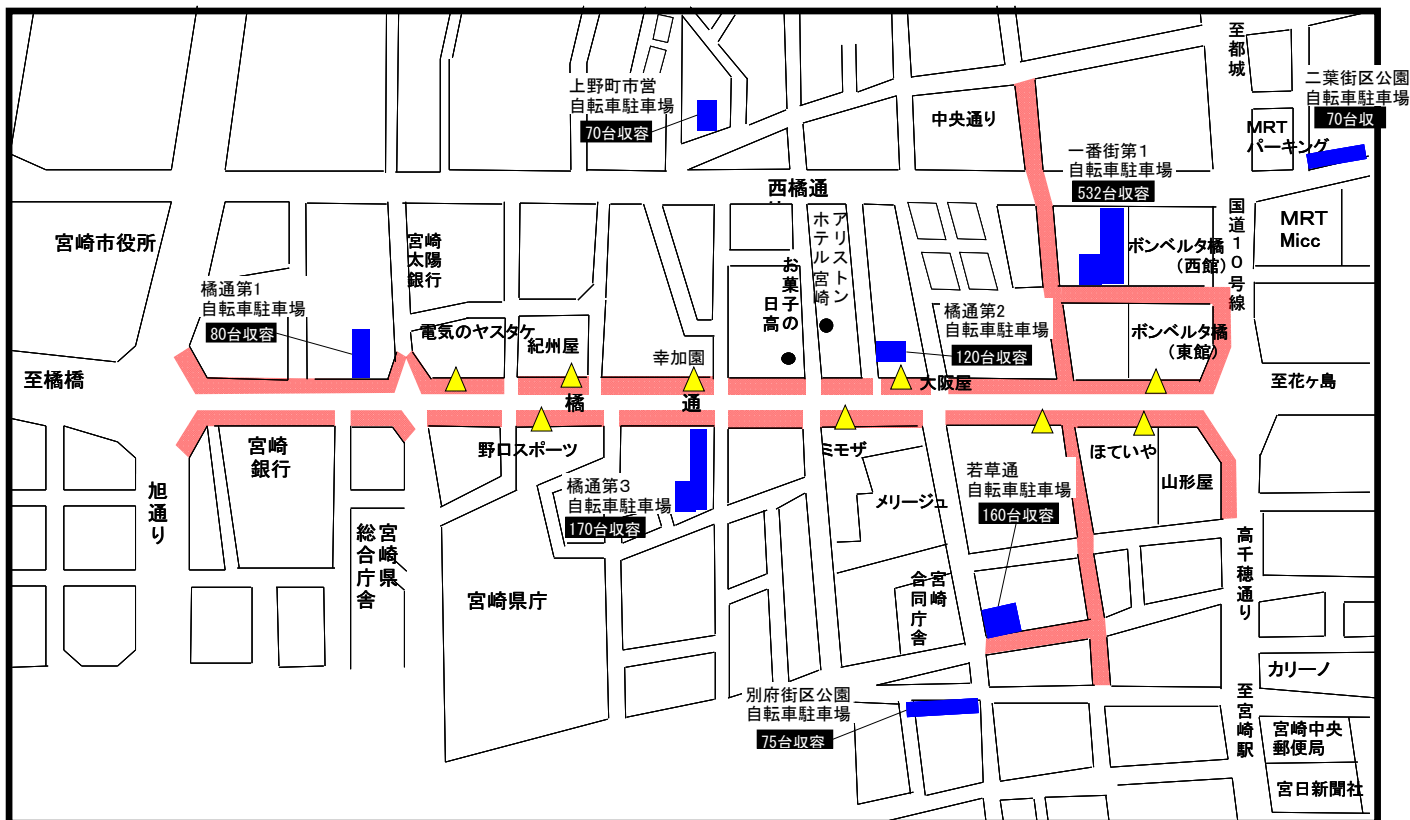 至都城
二葉街区公園
自転車駐車場
70台収
上野町市営
自転車駐車場
70台収容
中央通り
MRT
パーキング
一番街第1
自転車駐車場
532台収容
西橘通
国道10号線
MRT
Micc
宮崎市役所
宮崎
太陽
銀行
アリストン
ホテル宮崎
お菓子の
日高
ボンベルタ橘
(西館)
橘通第1
自転車駐車場
80台収容
橘通第2
自転車駐車場
120台収容
電気のヤスタケ
紀州屋
幸加園
大阪屋
ボンベルタ橘
(東館)
至橘橋
至花ヶ島
橘
通
宮崎
銀行
野口スポーツ
ミモザ
ほていや
山形屋
旭通り
橘通第3
自転車駐車場
170台収容
メリージュ
若草通
自転車駐車場
160台収容
宮崎県
総合庁舎
宮崎県庁
宮崎
合同庁舎
高千穂通り
カリーノ
至宮崎駅
別府街区公園
自転車駐車場
75台収容
宮崎中央
郵便局
宮日新聞社